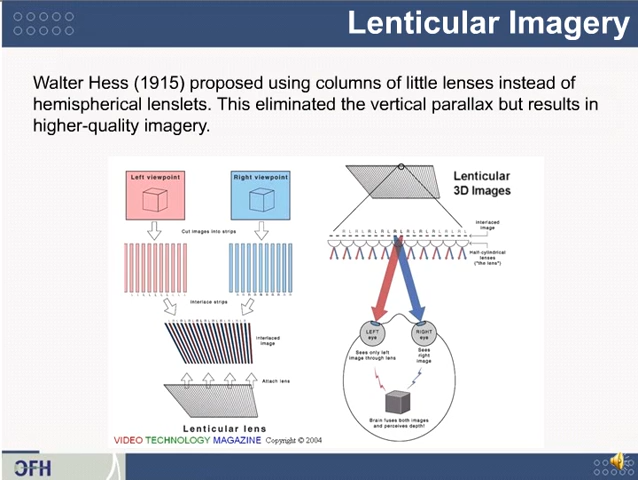 Lenticular Imagery
Walter Hess (1915) proposed using columns of little lenses instead of
hemispherical lenslets. This eliminated the vertical parallax but results in
higher-quality imagery.
Left viewpoint
Right viewpoint
Cut images into strips
Interlace strips
Interlaced
image
Attach lens
Lenticular lens
VIDEO TECHNOLOGY MAGAZINE Copyright © 2004
Lenticular
3D Images
Interlaced
image
R L R L R L R L R L R L R L R L
Half-cylindrical
lenses
("the lens")
LEFT
eye
RIGHT
eye
Sees only left
image through lens
Sees
right
image
Brain fuses both images
and perceives depth!
OFH